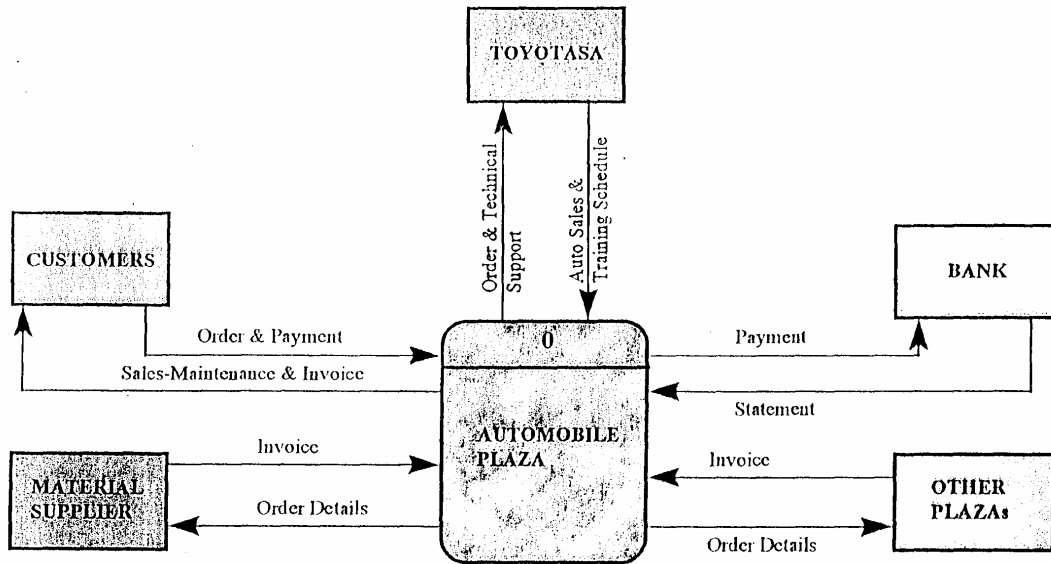 TOYOTASA
Order & Technical
Support
Auto Sales &
Training Schedule
CUSTOMERS
BANK
Order & Payment
0
Payment
Sales-Maintenance & Invoice
Statement
AUTOMOBILE
PLAZA
Invoice
Invoice
MATERIAL
SUPPLIER
OTHER
PLAZAs
Order Details
Order Details